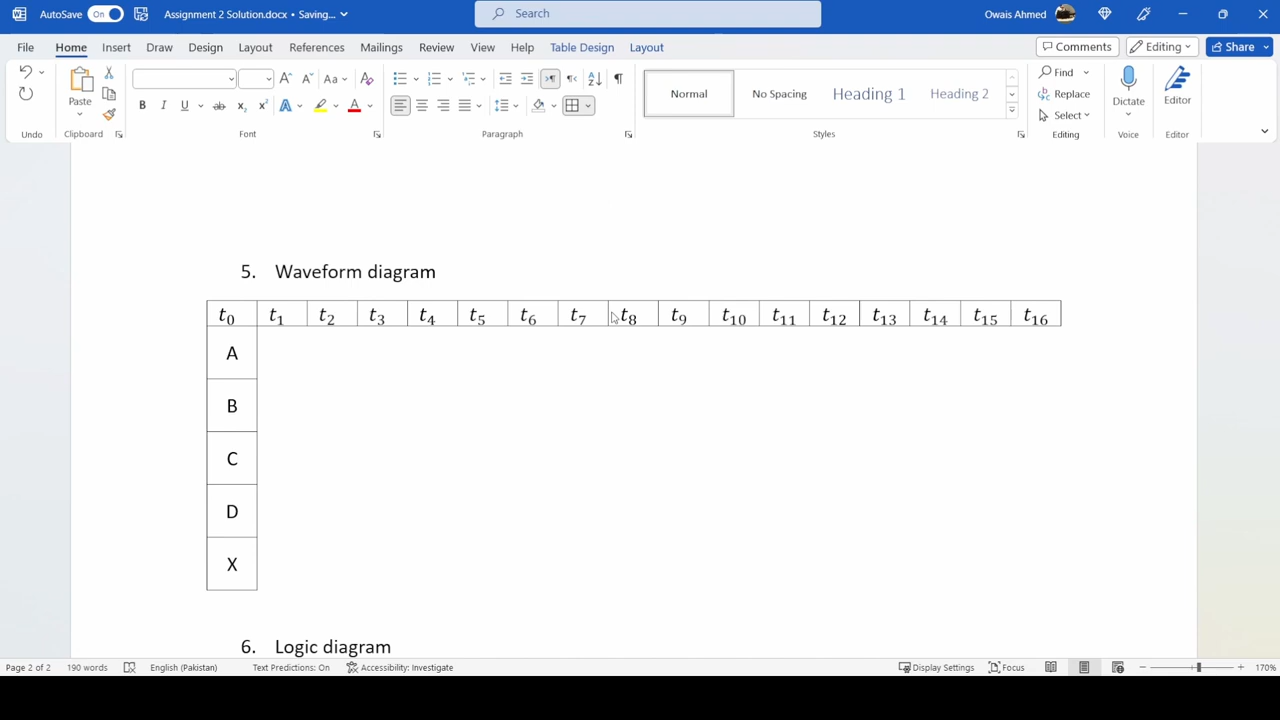 AutoSave On Assignment 2 Solution.docx • Saving... Search Owais Ahmed
File Home Insert Draw Design Layout References Mailings Review View Help Table Design Layout Comments Editing Share
Paste Aa Normal No Spacing Heading 1 Heading 2 Find Replace Select Dictate Editor
Undo Clipboard Font Paragraph Styles Editing Voice Editor
5. Waveform diagram
t0 t1 t2 t3 t4 t5 t6 t7 t8 t9 t10 t11 t12 t13 t14 t15 t16
A
B
C
D
X
6. Logic diagram
Page 2 of 2 190 words English (Pakistan) Text Predictions: On Accessibility: Investigate Display Settings Focus 170%